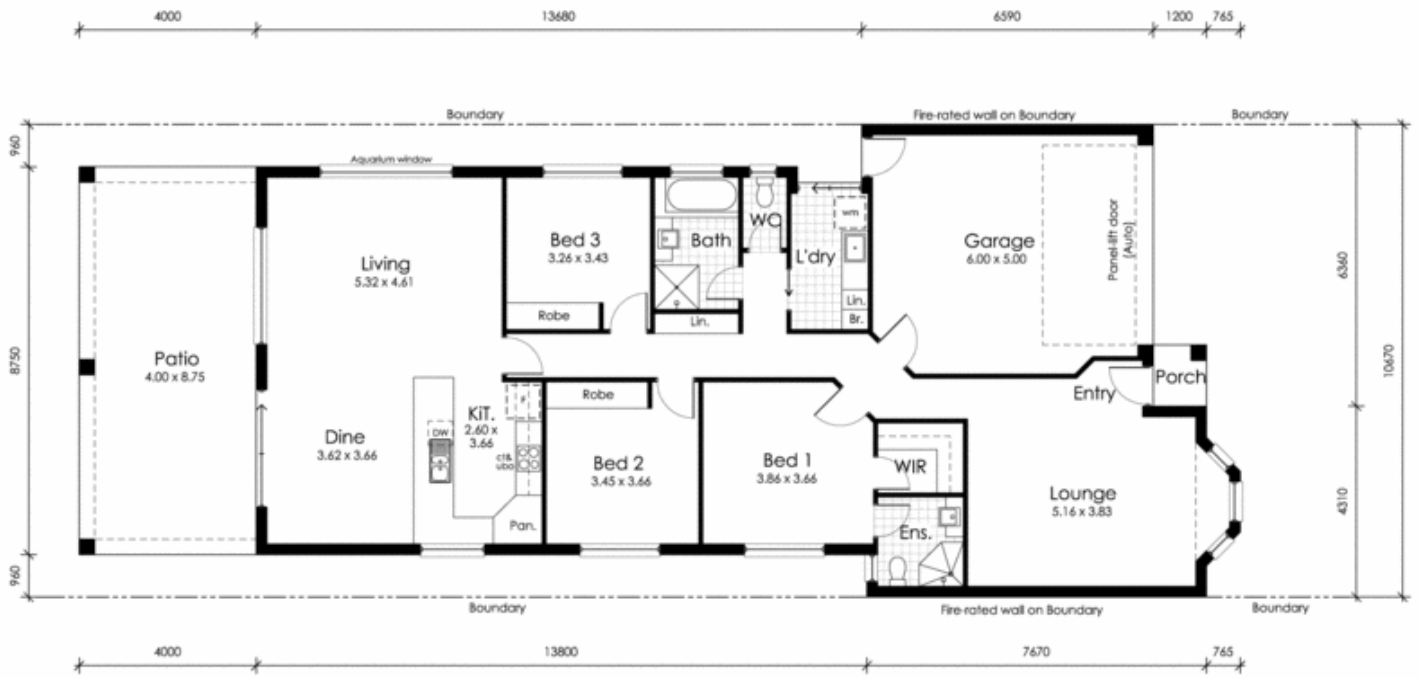 4000
13680
6590
1200
765
Boundary
Fire-rated wall on Boundary
Boundary
960
8750
960
6360
4310
10670
Aquarium window
Living
5.32 x 4.61
Bed 3
3.26 x 3.43
Robe
Bath
WC
L'dry
wm
Lin.
Br.
Lin.
Garage
6.00 x 5.00
Panel-lift door
(Auto)
Patio
4.00 x 8.75
Dine
3.62 x 3.66
KiT.
2.60 x
3.66
F
DW
ct&
ubo
Pan.
Robe
Bed 2
3.45 x 3.66
Bed 1
3.86 x 3.66
WIR
Ens.
Entry
Porch
Lounge
5.16 x 3.83
Boundary
Fire-rated wall on Boundary
Boundary
4000
13800
7670
765